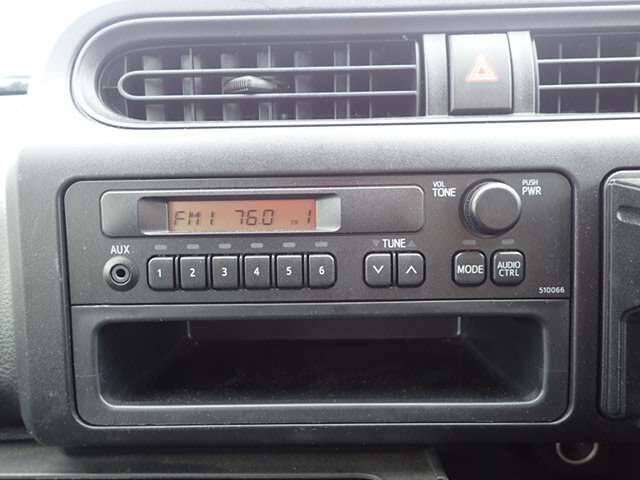 VOL
TONE
PUSH
PWR
FM1 76.0 CH 1
AUX
TUNE
1 2 3 4 5 6
MODE
AUDIO
CTRL
510066